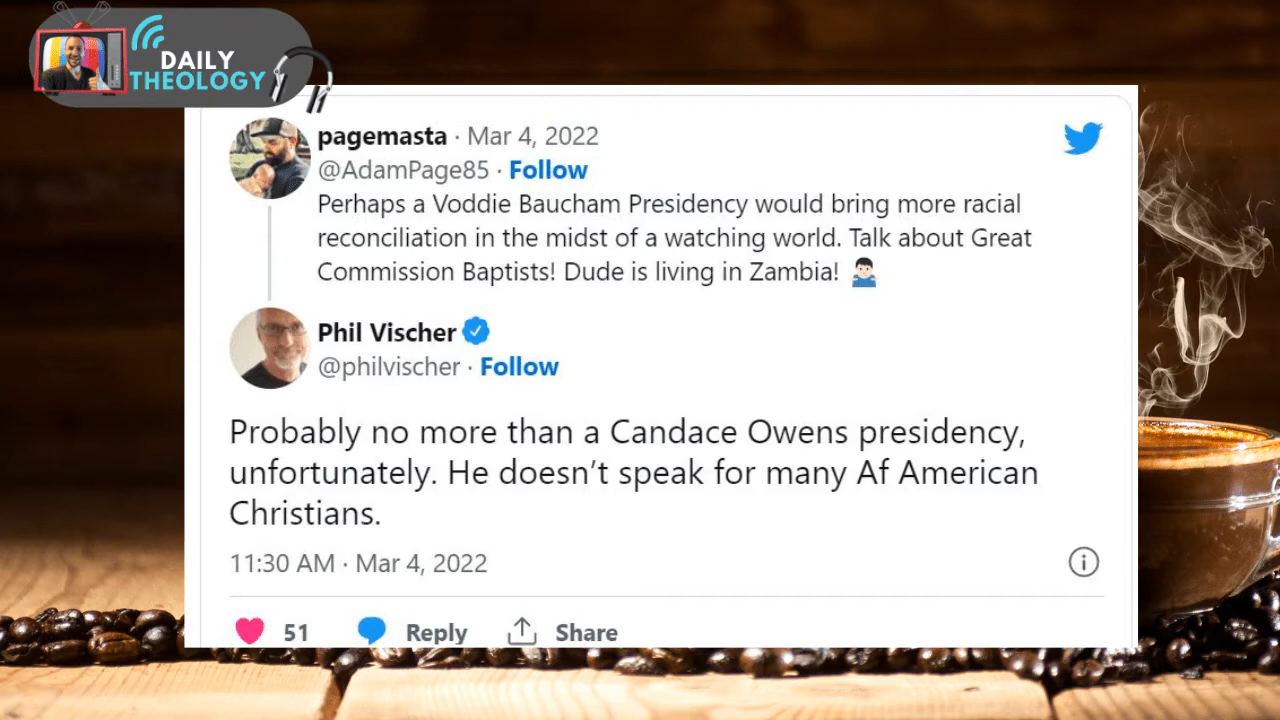 DAILY
THEOLOGY
pagemasta · Mar 4, 2022
@AdamPage85 · Follow
Perhaps a Voddie Baucham Presidency would bring more racial
reconciliation in the midst of a watching world. Talk about Great
Commission Baptists! Dude is living in Zambia! 🤷🏻‍♂️
Phil Vischer
@philvischer · Follow
Probably no more than a Candace Owens presidency,
unfortunately. He doesn’t speak for many Af American
Christians.
11:30 AM · Mar 4, 2022
51 Reply Share